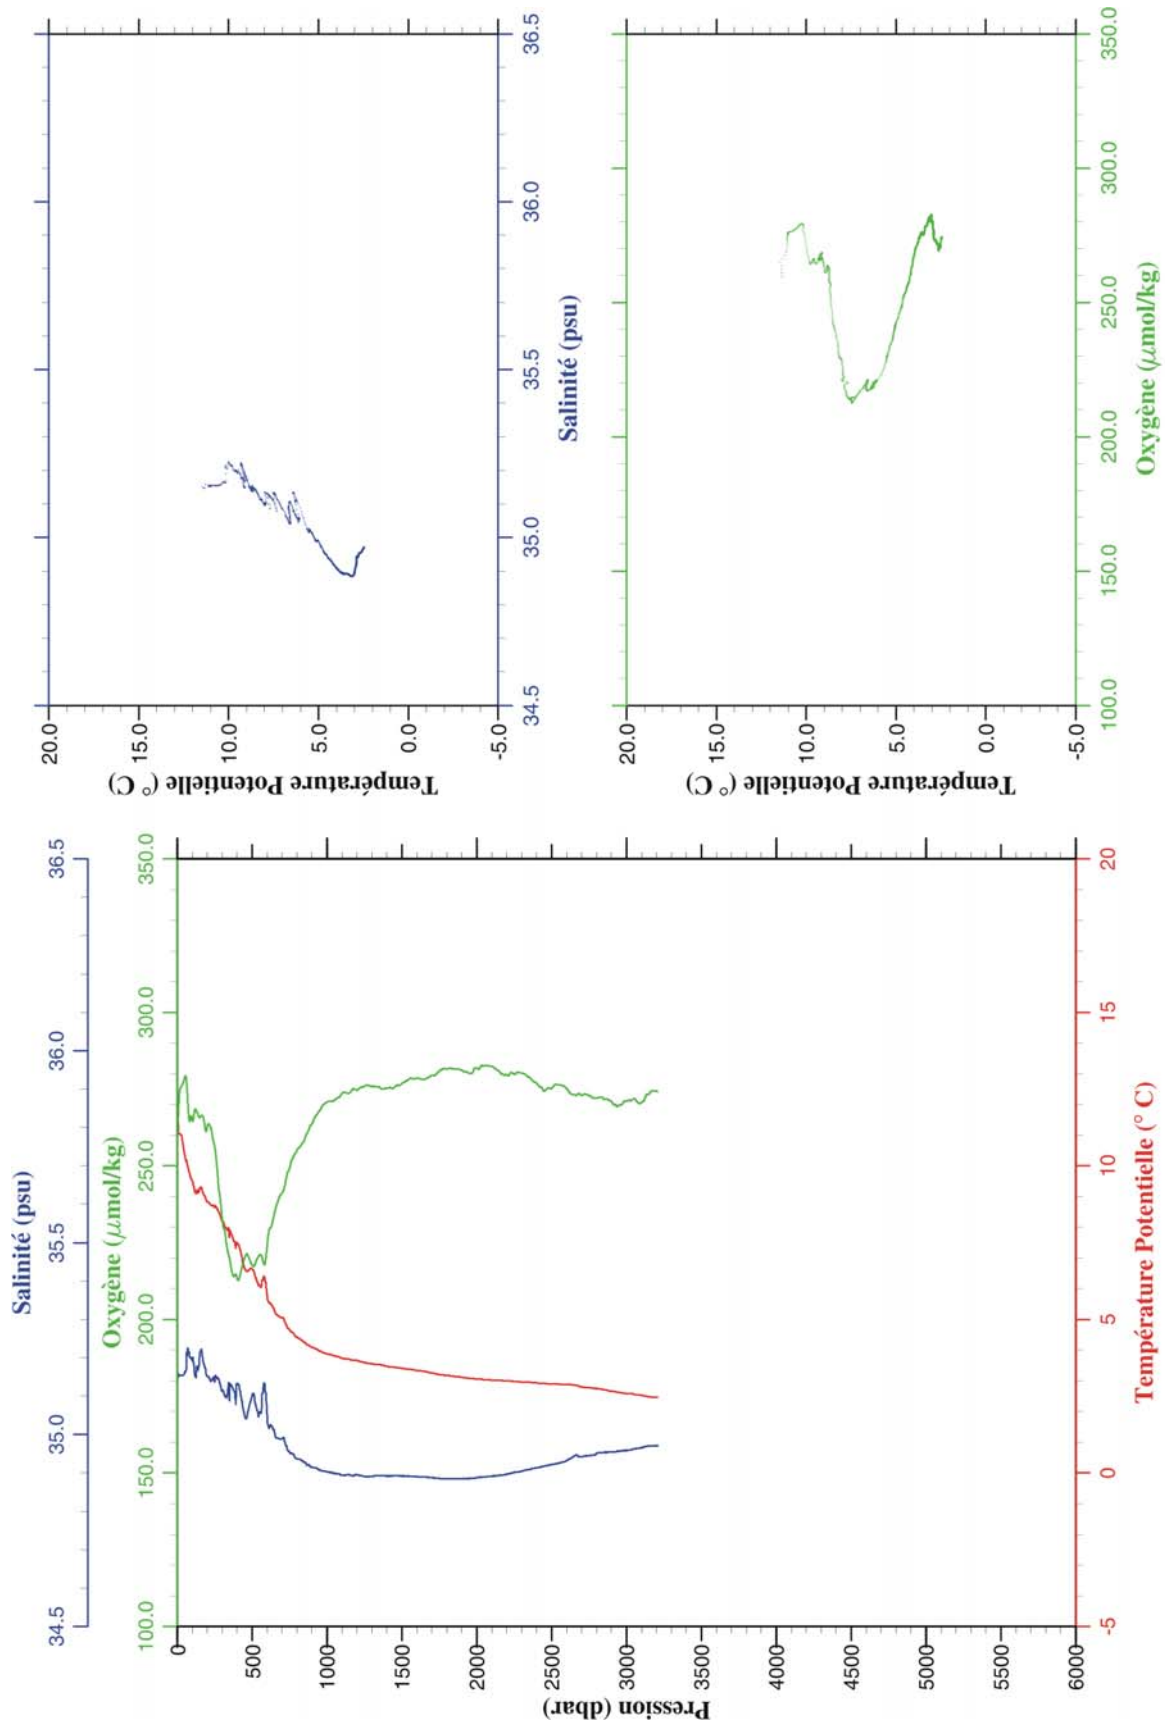 Salinité (psu)
34.5 35.0 35.5 36.0 36.5
Oxygène (μmol/kg)
100.0 150.0 200.0 250.0 300.0 350.0
Pression (dbar)
0
500
1000
1500
2000
2500
3000
3500
4000
4500
5000
5500
6000
-5 0 5 10 15 20
Température Potentielle (° C)
Température Potentielle (° C)
20.0
15.0
10.0
5.0
0.0
-5.0
34.5 35.0 35.5 36.0 36.5
Salinité (psu)
Température Potentielle (° C)
20.0
15.0
10.0
5.0
0.0
-5.0
100.0 150.0 200.0 250.0 300.0 350.0
Oxygène (μmol/kg)